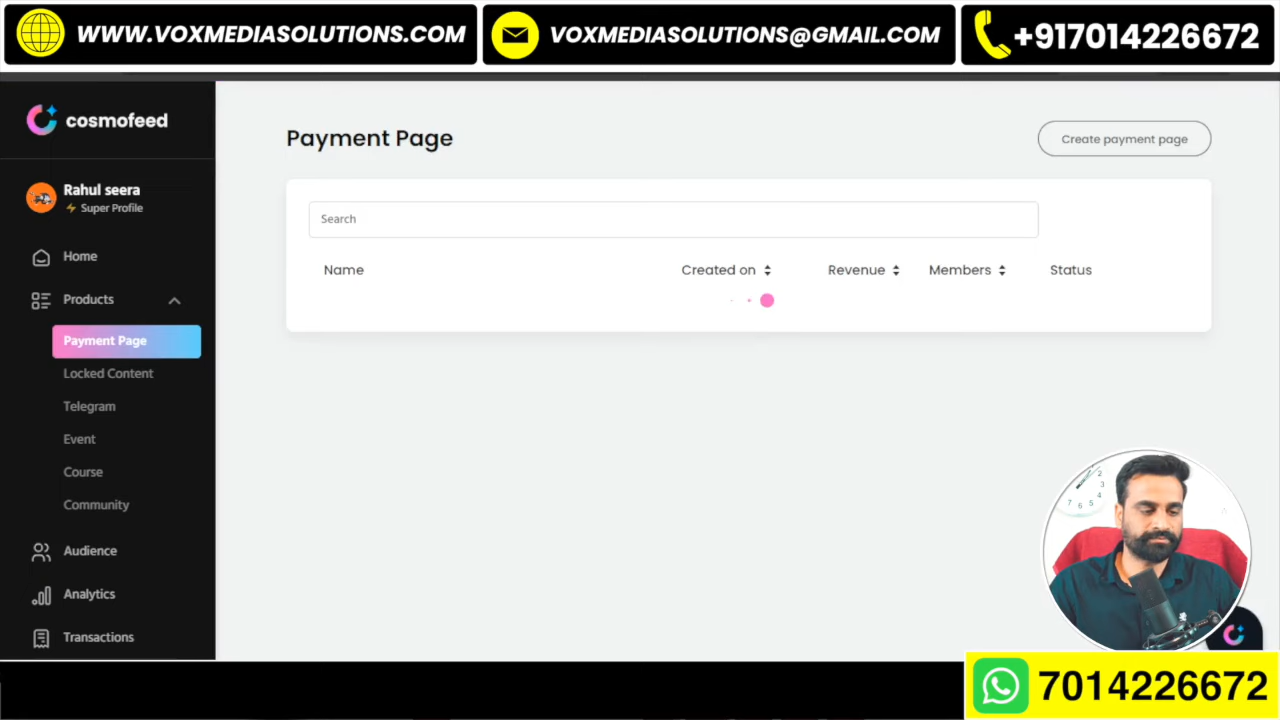 WWW.VOXMEDIASOLUTIONS.COM
VOXMEDIASOLUTIONS@GMAIL.COM
+917014226672
cosmofeed
Rahul seera
Super Profile
Home
Products
Payment Page
Locked Content
Telegram
Event
Course
Community
Audience
Analytics
Transactions
Payment Page
Create payment page
Search
Name Created on Revenue Members Status
7014226672